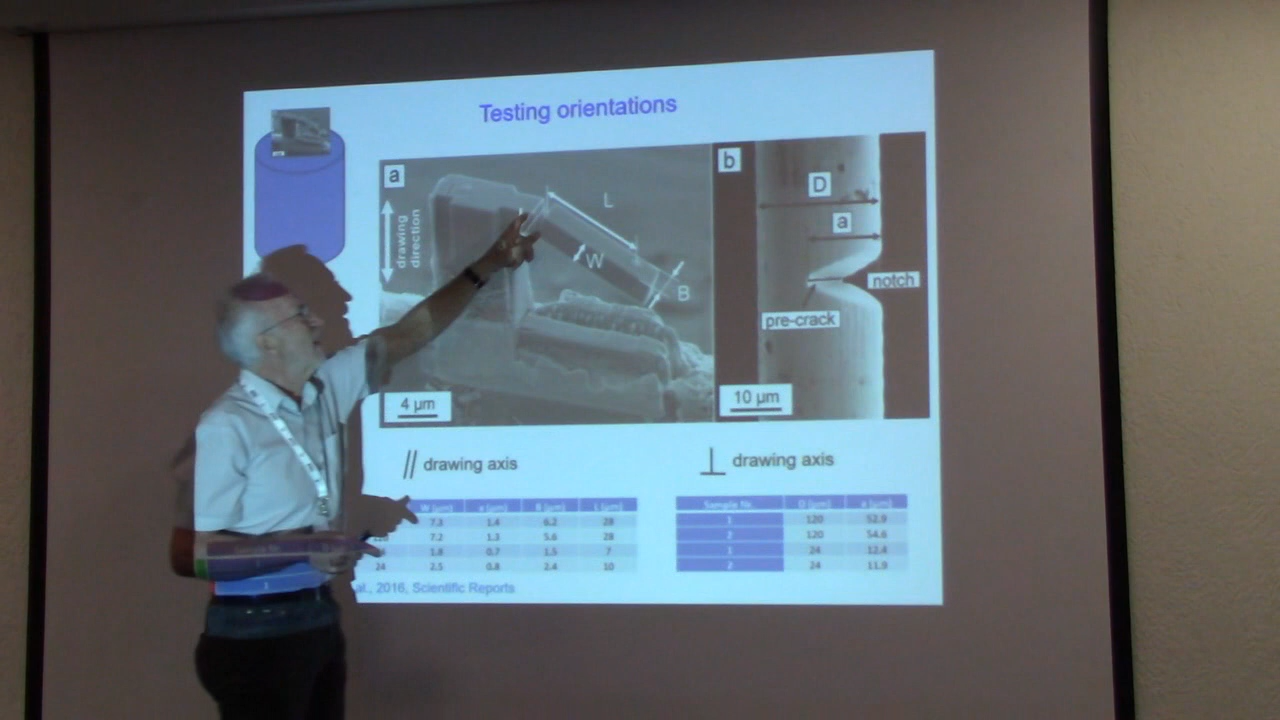 Testing orientations
a
b
drawing
direction
L
W
B
D
a
notch
pre-crack
4 µm
10 µm
// drawing axis
⊥ drawing axis
W (µm) a (µm) B (µm) L (µm)
7.3 1.4 6.2 28
7.2 1.3 5.6 28
1.8 0.7 1.5 7
24 2.5 0.8 2.4 10
Sample Nr. D (µm) a (µm)
1 120 52.9
2 120 54.6
1 24 12.4
2 24 11.9
al., 2016, Scientific Reports